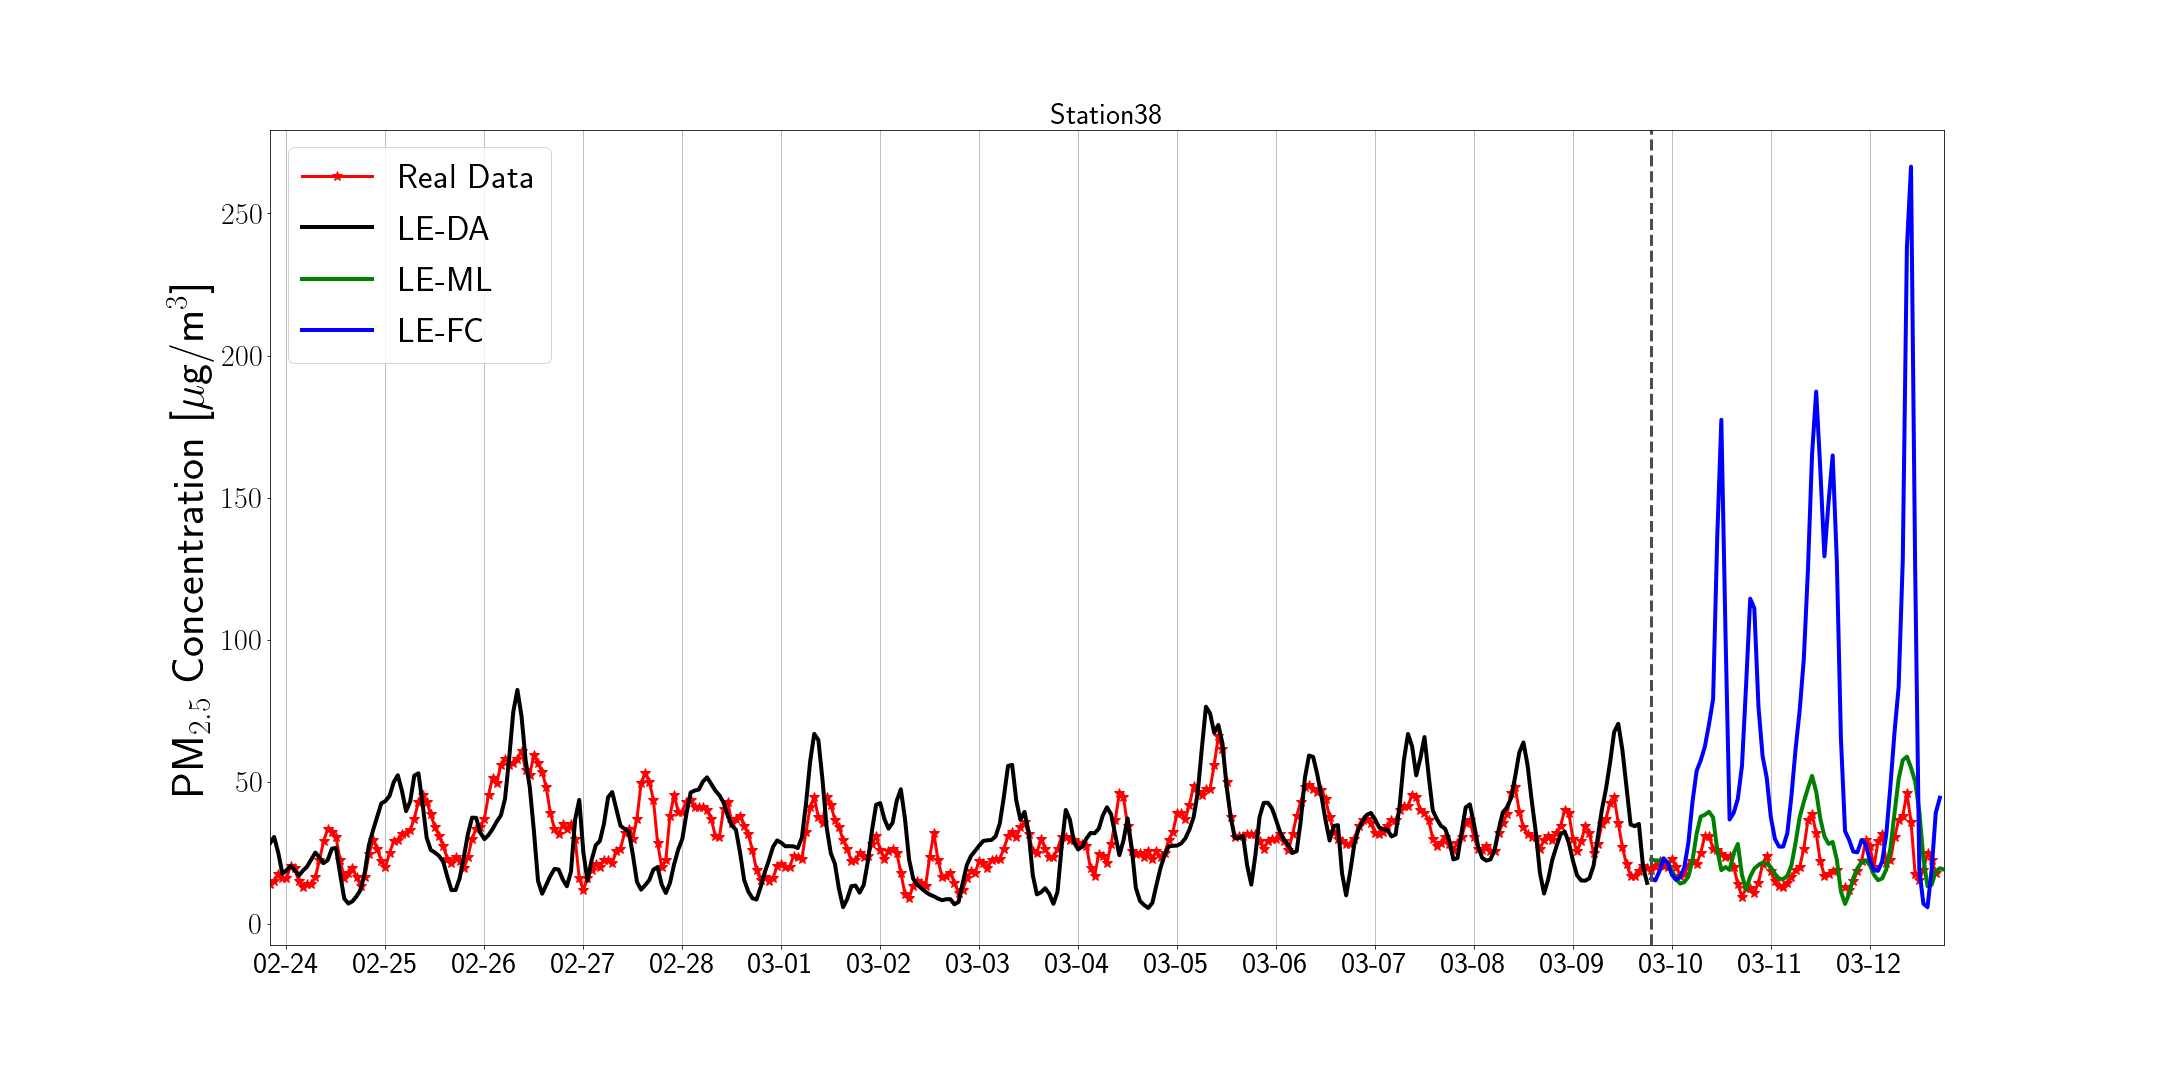 Station38
Real Data
LE-DA
LE-ML
LE-FC
PM2.5 Concentration [μg/m³]
250
200
150
100
50
0
02-24 02-25 02-26 02-27 02-28 03-01 03-02 03-03 03-04 03-05 03-06 03-07 03-08 03-09 03-10 03-11 03-12